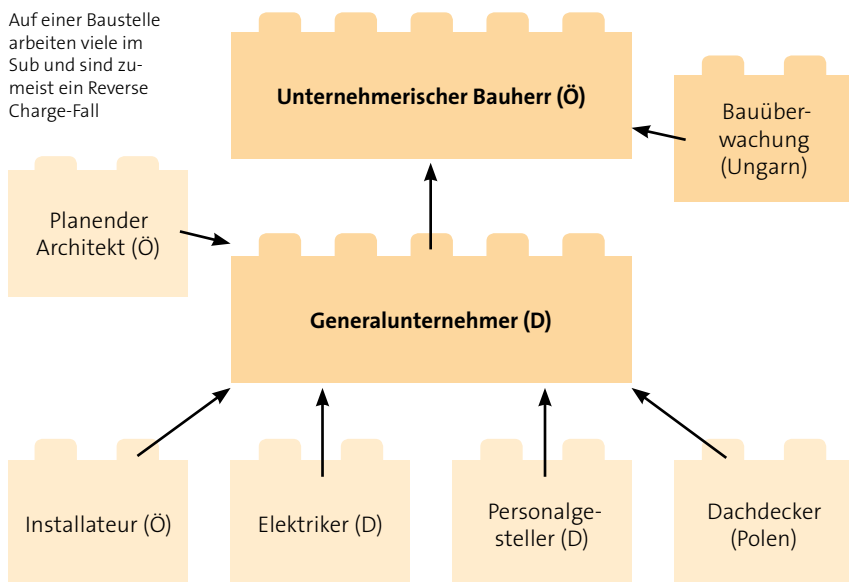 Auf einer Baustelle
arbeiten viele im
Sub und sind zu-
meist ein Reverse
Charge-Fall
Unternehmerischer Bauherr (Ö)
Bauüber-
wachung
(Ungarn)
Planender
Architekt (Ö)
Generalunternehmer (D)
Installateur (Ö)
Elektriker (D)
Personalge-
steller (D)
Dachdecker
(Polen)